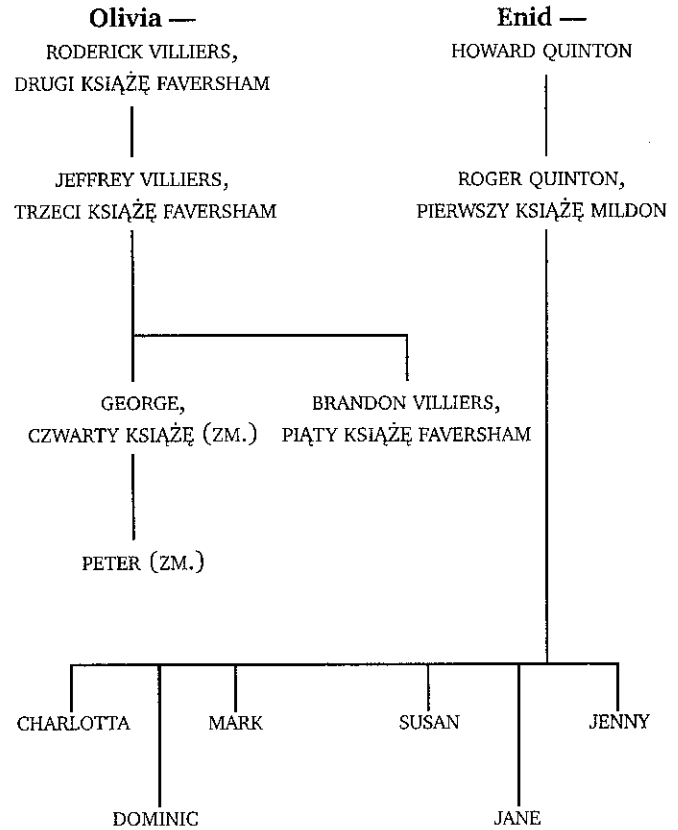 Olivia —
RODERICK VILLIERS,
DRUGI KSIĄŻĘ FAVERSHAM
JEFFREY VILLIERS,
TRZECI KSIĄŻĘ FAVERSHAM
GEORGE,
CZWARTY KSIĄŻĘ (ZM.)
BRANDON VILLIERS,
PIĄTY KSIĄŻĘ FAVERSHAM
PETER (ZM.)
Enid —
HOWARD QUINTON
ROGER QUINTON,
PIERWSZY KSIĄŻĘ MILDON
CHARLOTTA
MARK
SUSAN
JENNY
DOMINIC
JANE